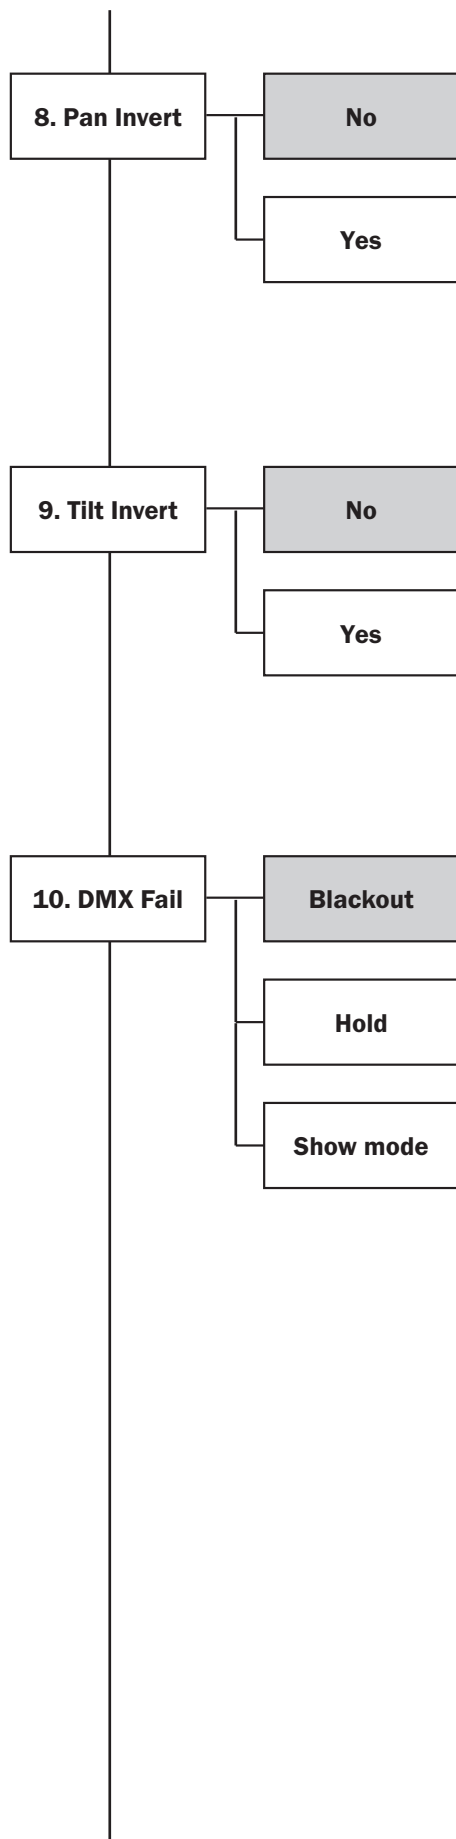 8. Pan Invert
No
Yes
9. Tilt Invert
No
Yes
10. DMX Fail
Blackout
Hold
Show mode